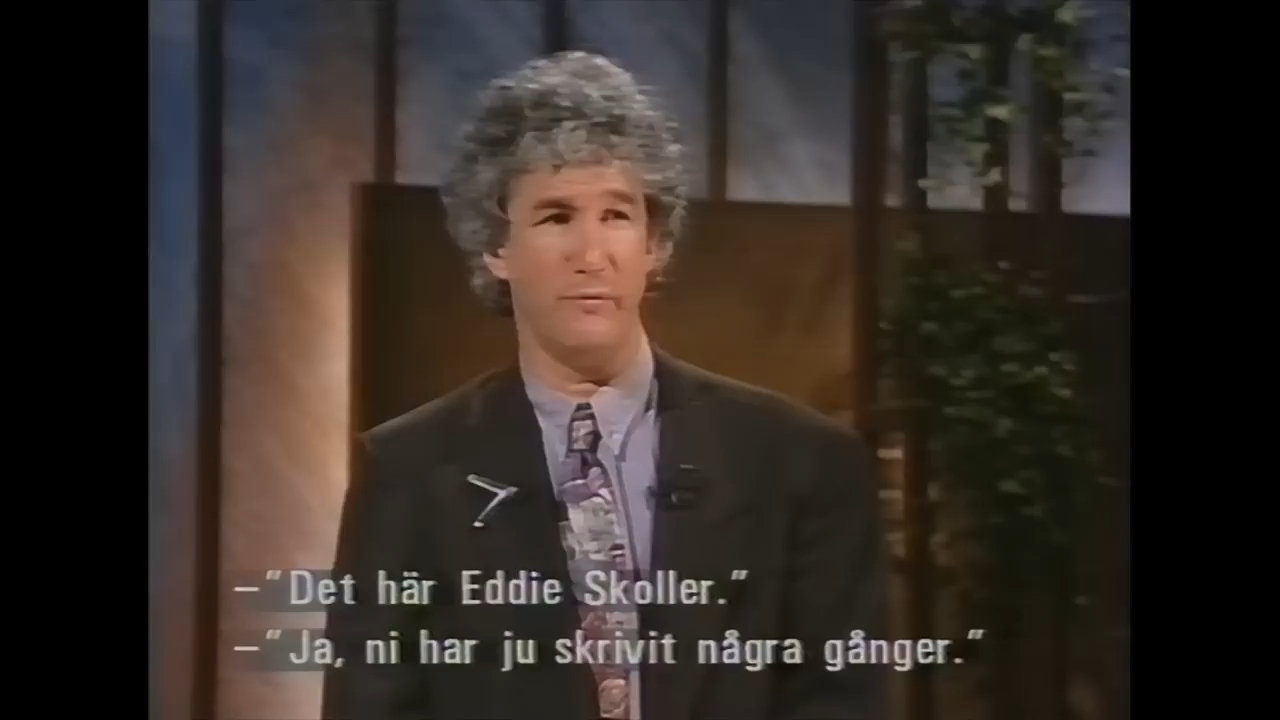 –"Det här Eddie Skoller."
–"Ja, ni har ju skrivit några gånger."